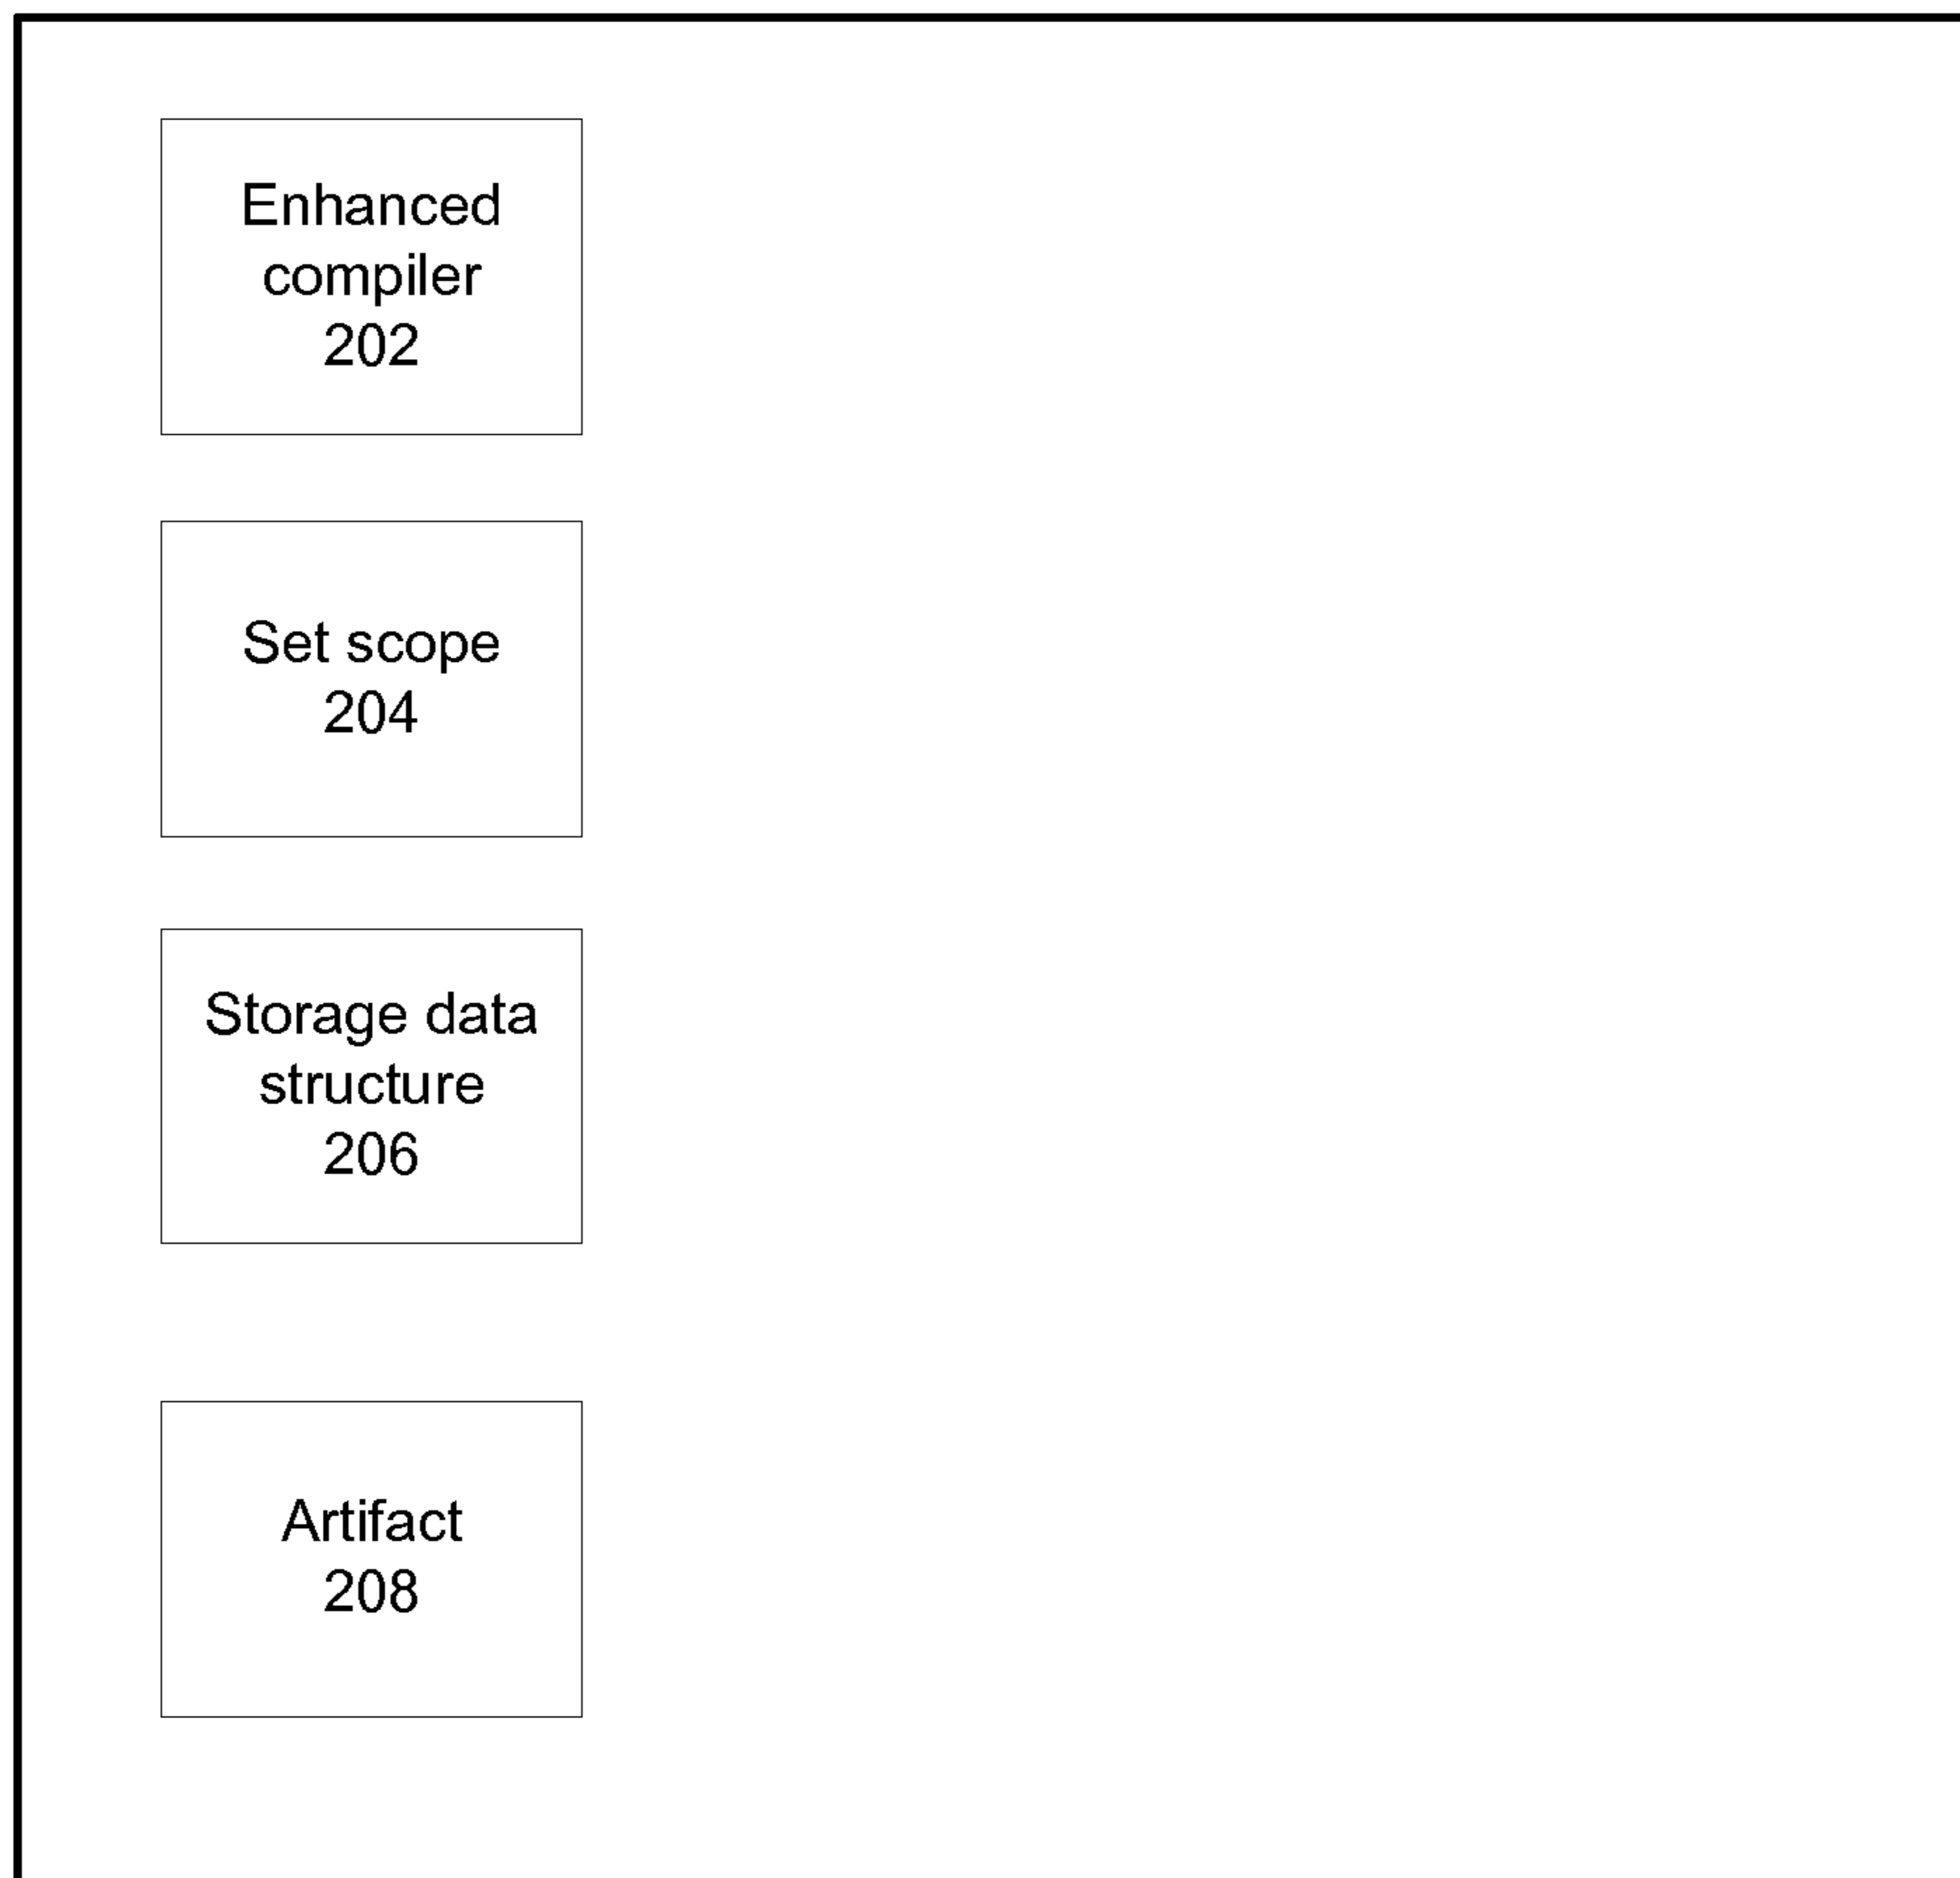 Enhanced
compiler
202
Set scope
204
Storage data
structure
206
Artifact
208